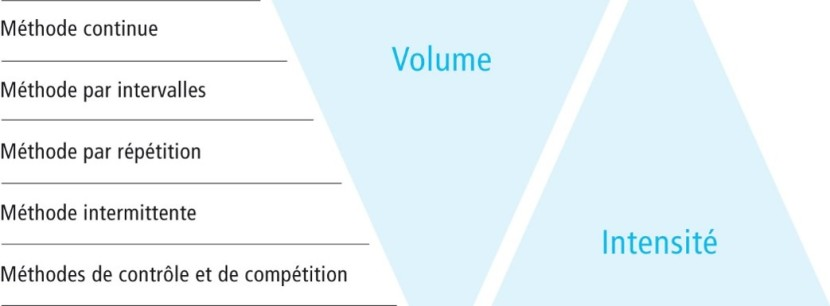 Méthode continue
Volume
Méthode par intervalles
Méthode par répétition
Méthode intermittente
Intensité
Méthodes de contrôle et de compétition